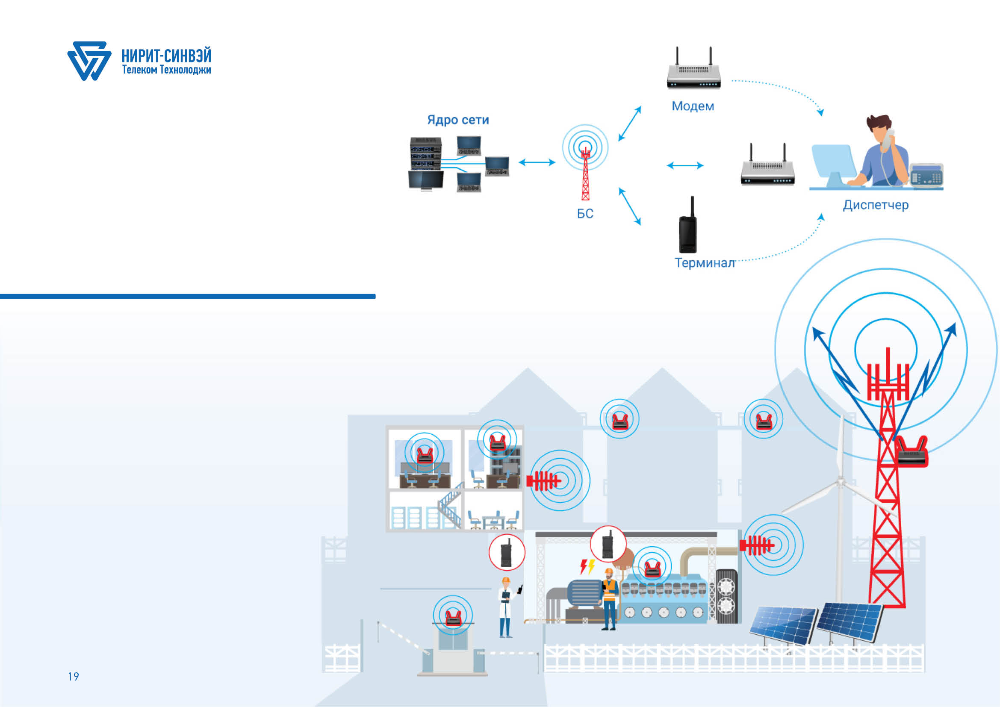 НИРИТ-СИНВЭЙ
Телеком Технолоджи
Модем
Ядро сети
Диспетчер
БС
Терминал
19